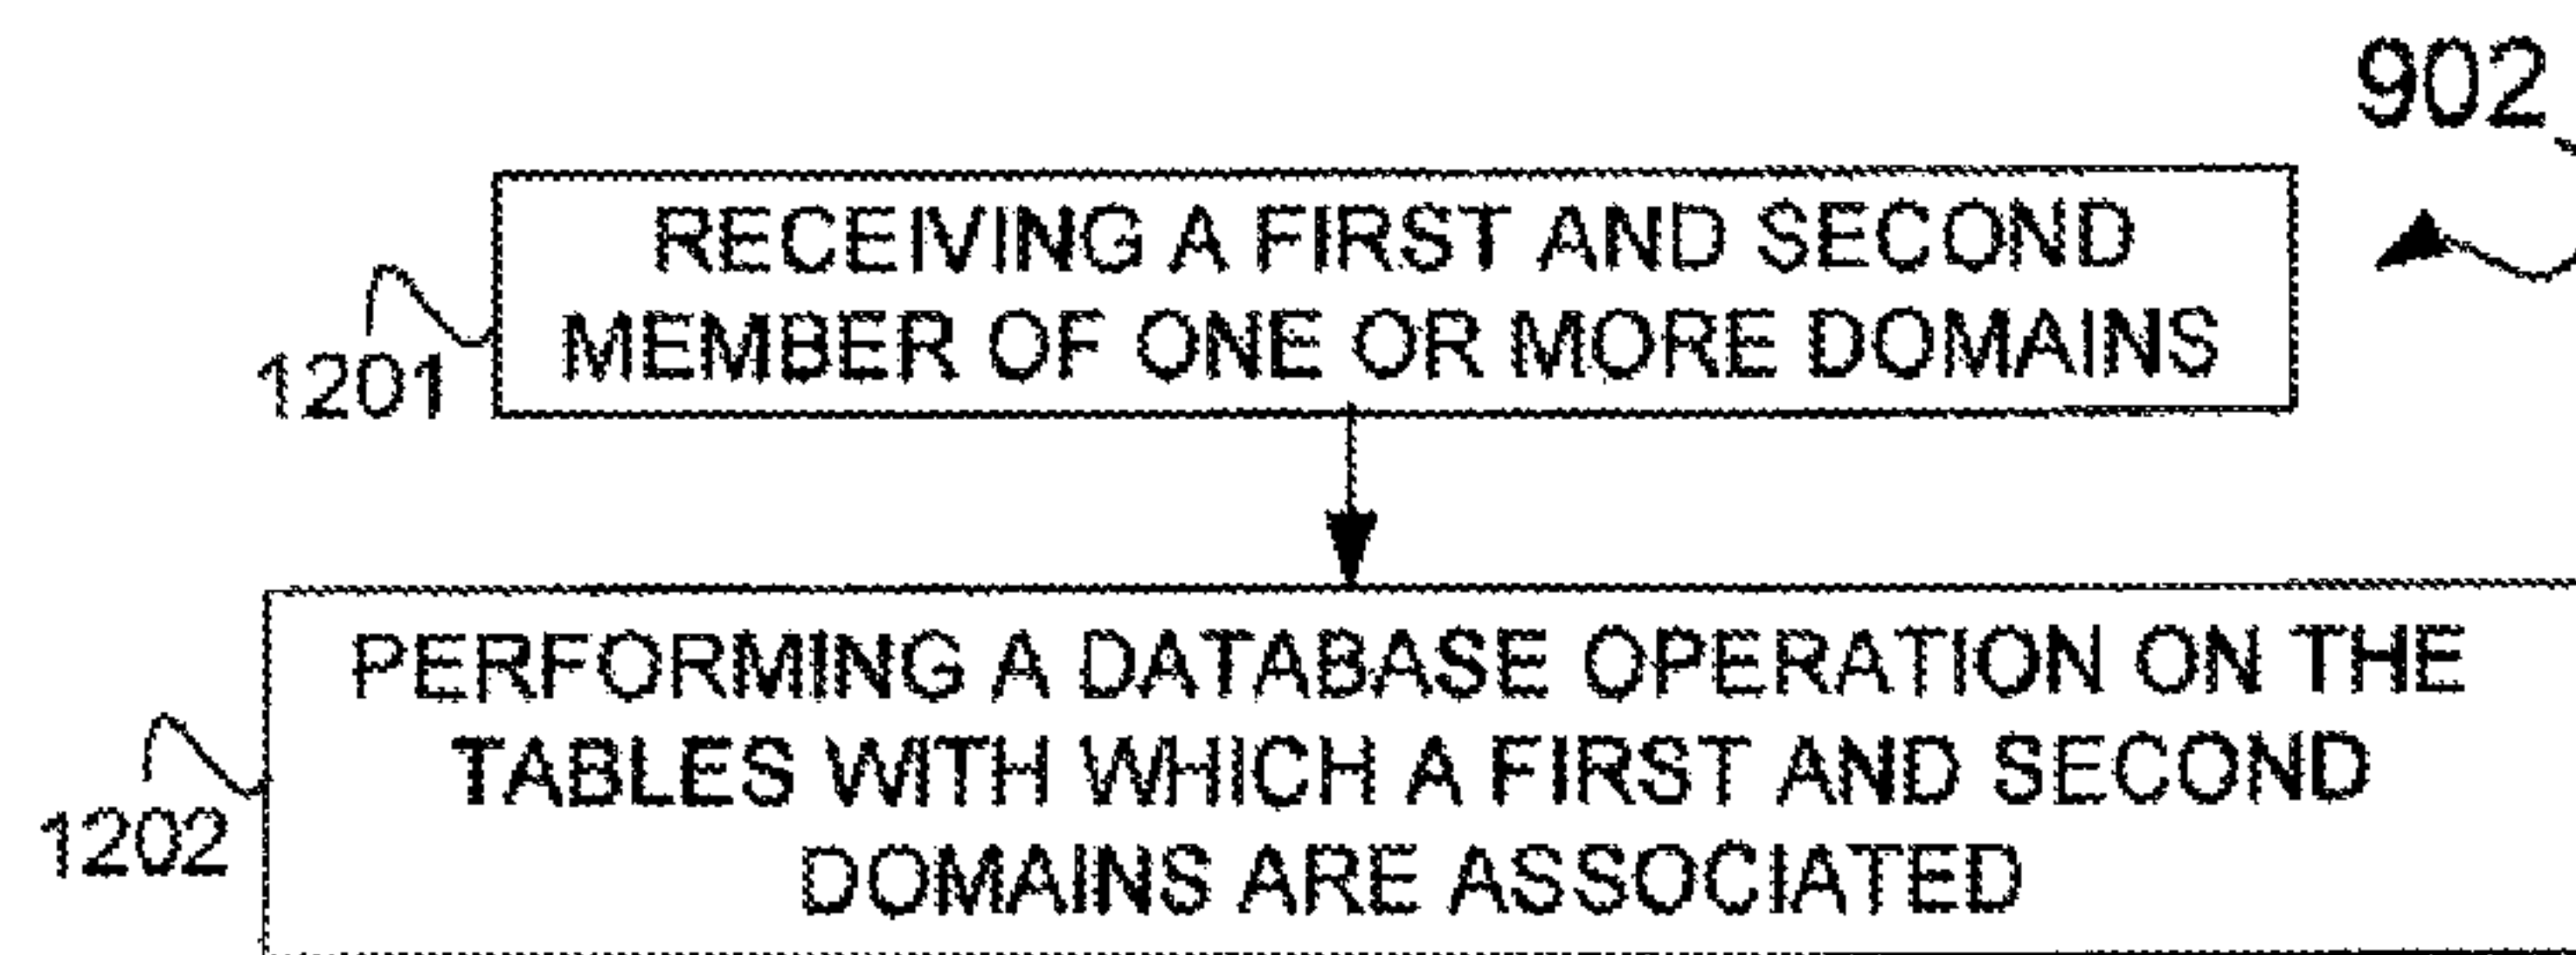 902
RECEIVING A FIRST AND SECOND
MEMBER OF ONE OR MORE DOMAINS
1201
PERFORMING A DATABASE OPERATION ON THE
TABLES WITH WHICH A FIRST AND SECOND
DOMAINS ARE ASSOCIATED
1202